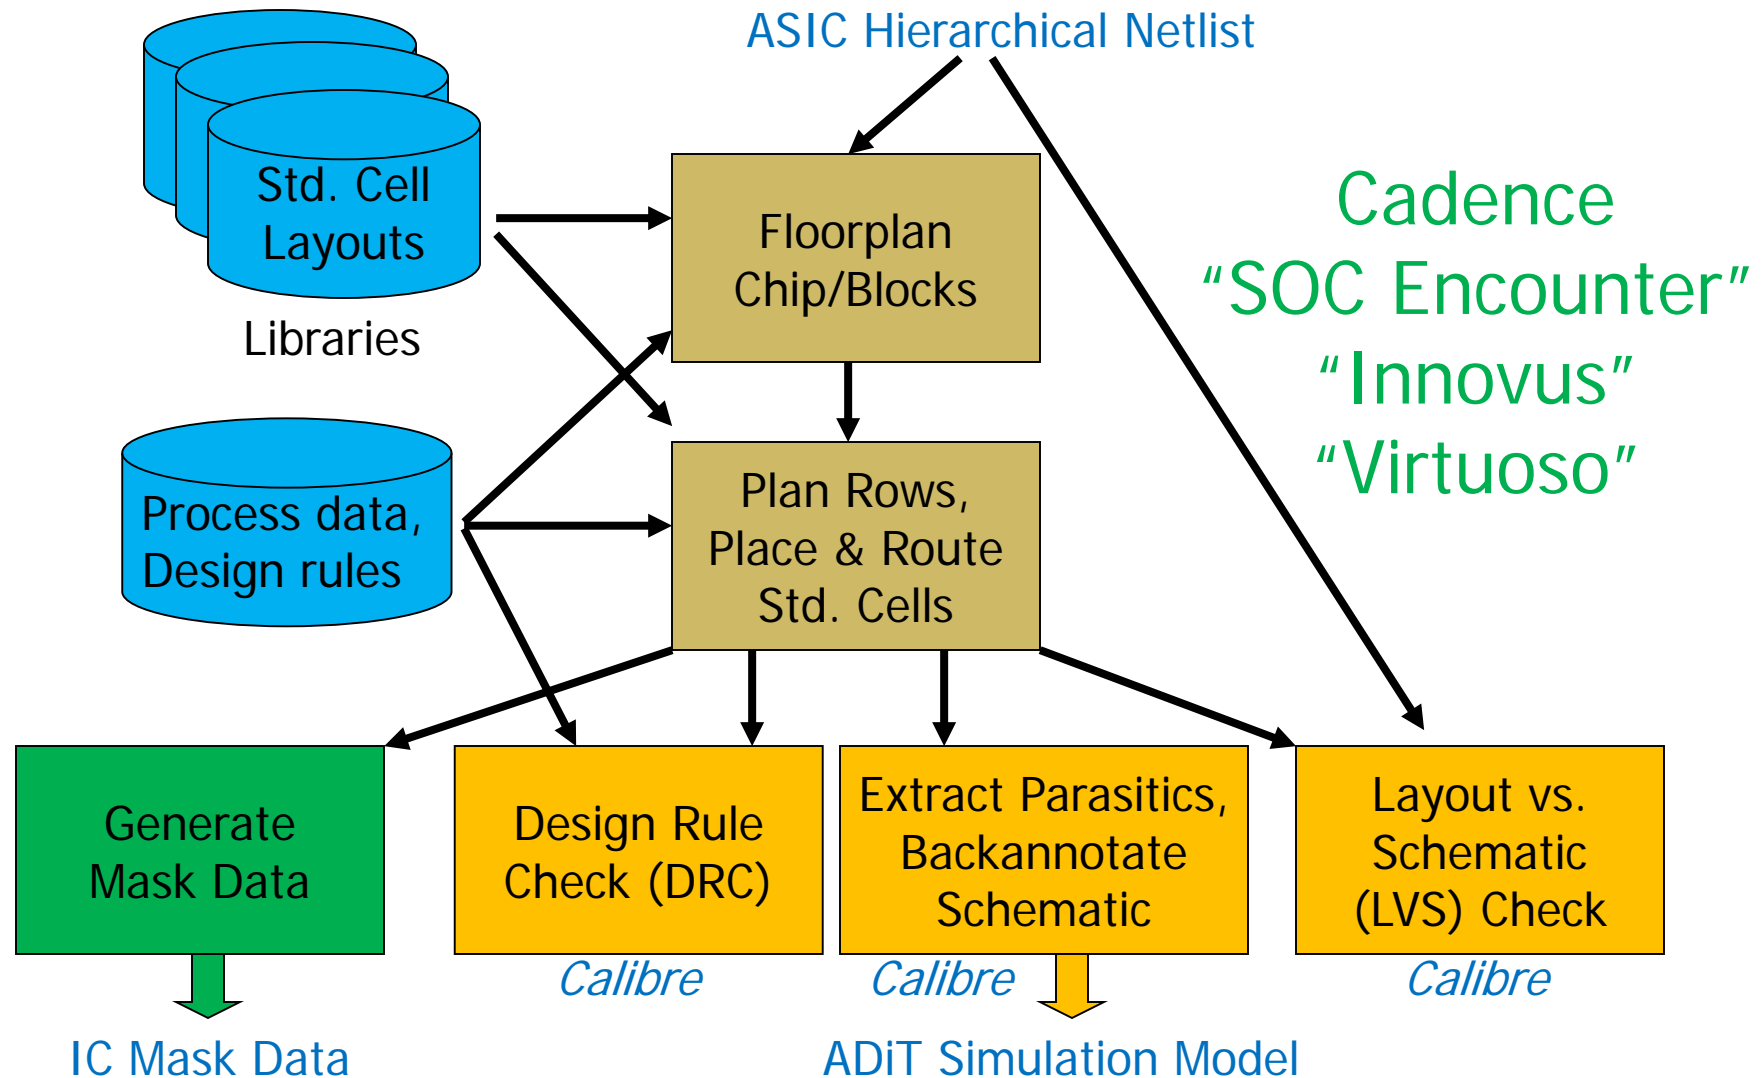 ASIC Hierarchical Netlist
Std. Cell
Layouts
Libraries
Floorplan
Chip/Blocks
Cadence
“SOC Encounter”
“Innovus”
“Virtuoso”
Process data,
Design rules
Plan Rows,
Place & Route
Std. Cells
Generate
Mask Data
Design Rule
Check (DRC)
Extract Parasitics,
Backannotate
Schematic
Layout vs.
Schematic
(LVS) Check
Calibre
Calibre
Calibre
IC Mask Data
ADiT Simulation Model